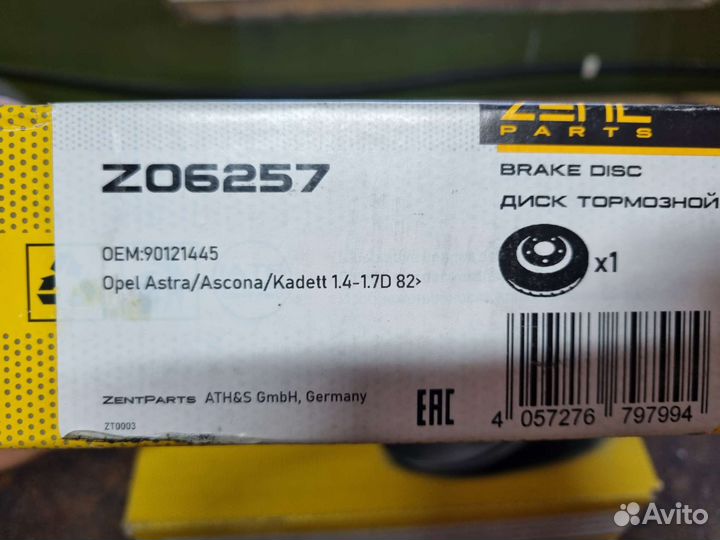 ZENT
PARTS
Z06257
BRAKE DISC
ДИСК ТОРМОЗНОЙ
OEM:90121445
Opel Astra/Ascona/Kadett 1.4-1.7D 82>
x1
ZENTPARTS ATH&S GmbH, Germany
EAC
ZT0003
4 057276 797994
Avito